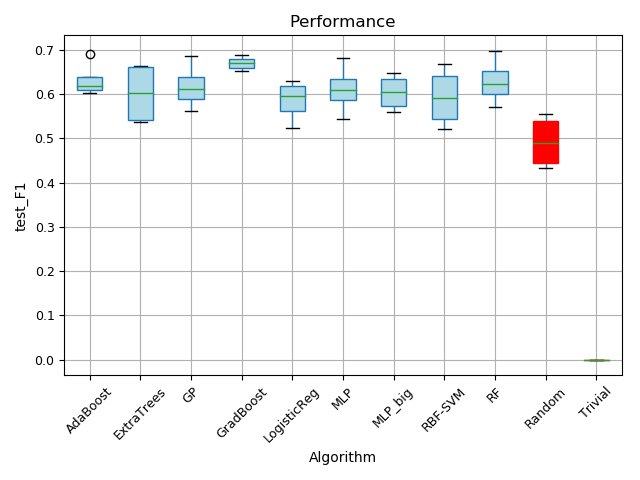 Performance
test_F1
0.7
0.6
0.5
0.4
0.3
0.2
0.1
0.0
AdaBoost
ExtraTrees
GP
GradBoost
LogisticReg
MLP
MLP_big
RBF-SVM
RF
Random
Trivial
Algorithm